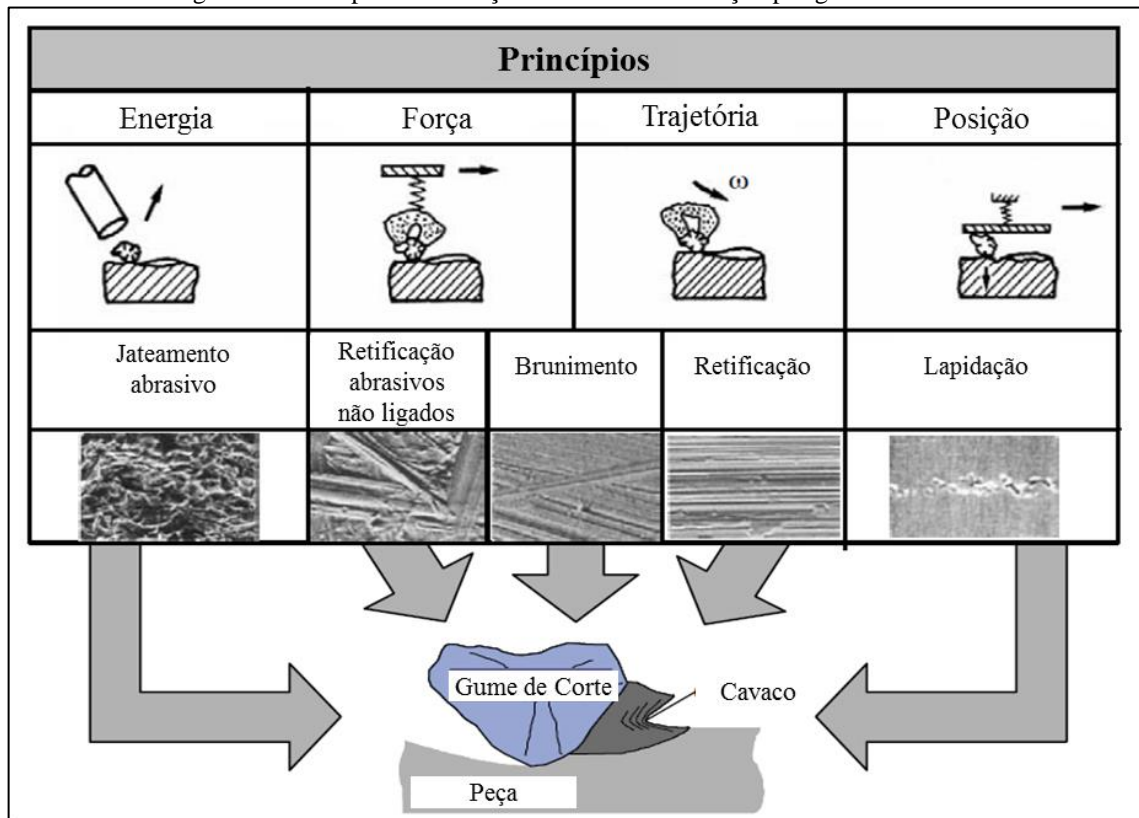 Princípios
Energia
Força
Trajetória
Posição
ω
Jateamento
abrasivo
Retificação
abrasivos
não ligados
Brunimento
Retificação
Lapidação
Gume de Corte
Cavaco
Peça